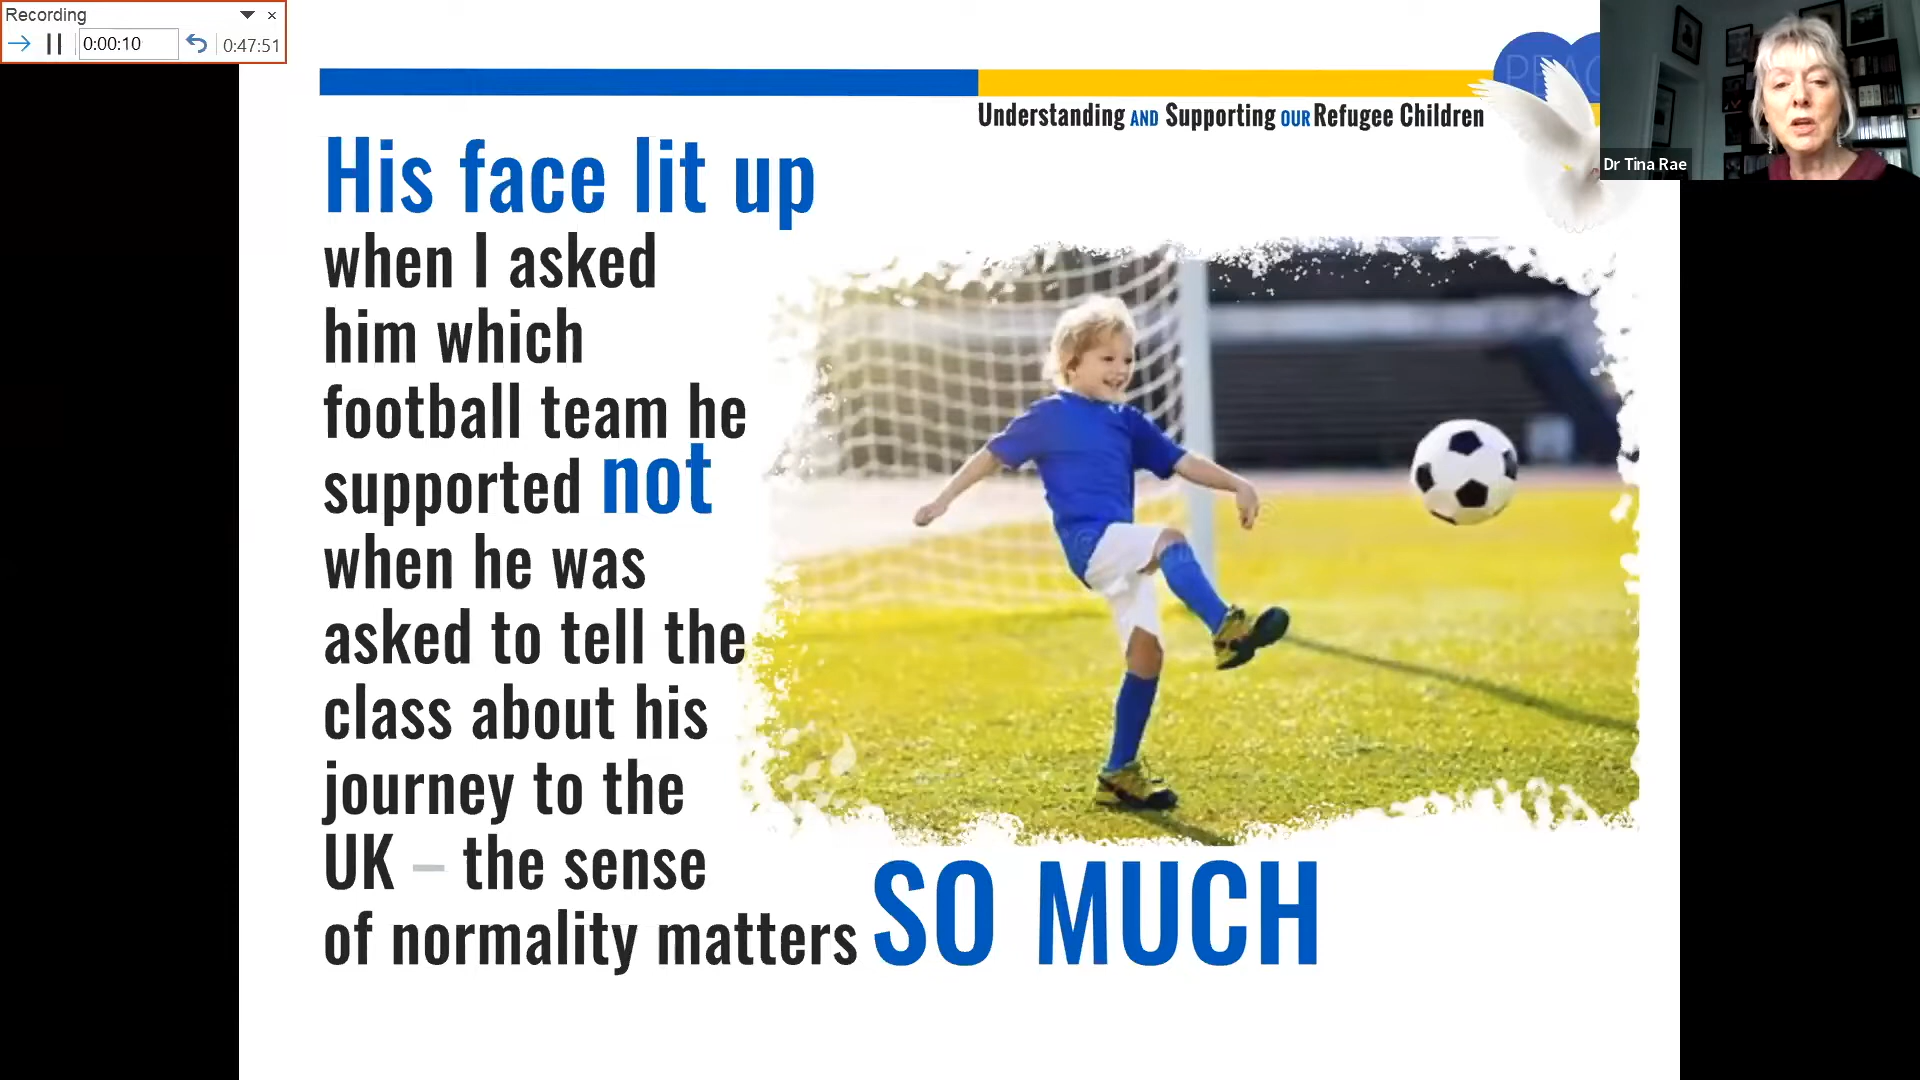 Recording
0:00:10
0:47:51
Understanding AND Supporting OUR Refugee Children
Dr Tina Rae
His face lit up
when I asked
him which
football team he
supported not
when he was
asked to tell the
class about his
journey to the
UK – the sense
of normality matters SO MUCH